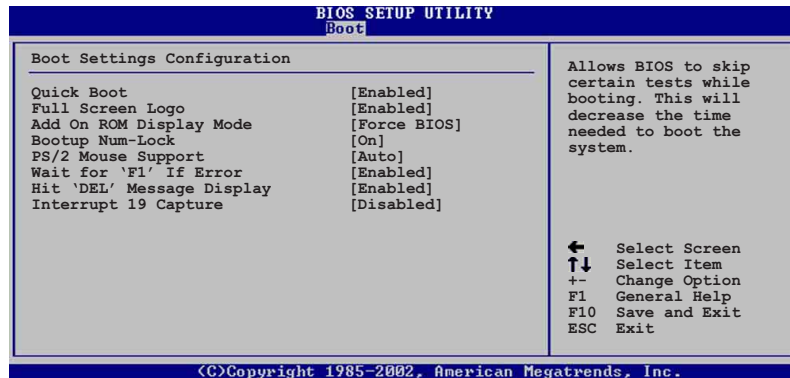 BIOS SETUP UTILITY
Boot
Boot Settings Configuration
Quick Boot [Enabled]
Full Screen Logo [Enabled]
Add On ROM Display Mode [Force BIOS]
Bootup Num-Lock [On]
PS/2 Mouse Support [Auto]
Wait for ‘F1’ If Error [Enabled]
Hit ‘DEL’ Message Display [Enabled]
Interrupt 19 Capture [Disabled]
Allows BIOS to skip
certain tests while
booting. This will
decrease the time
needed to boot the
system.
← Select Screen
↑↓ Select Item
+- Change Option
F1 General Help
F10 Save and Exit
ESC Exit
(C)Copyright 1985-2002, American Megatrends, Inc.